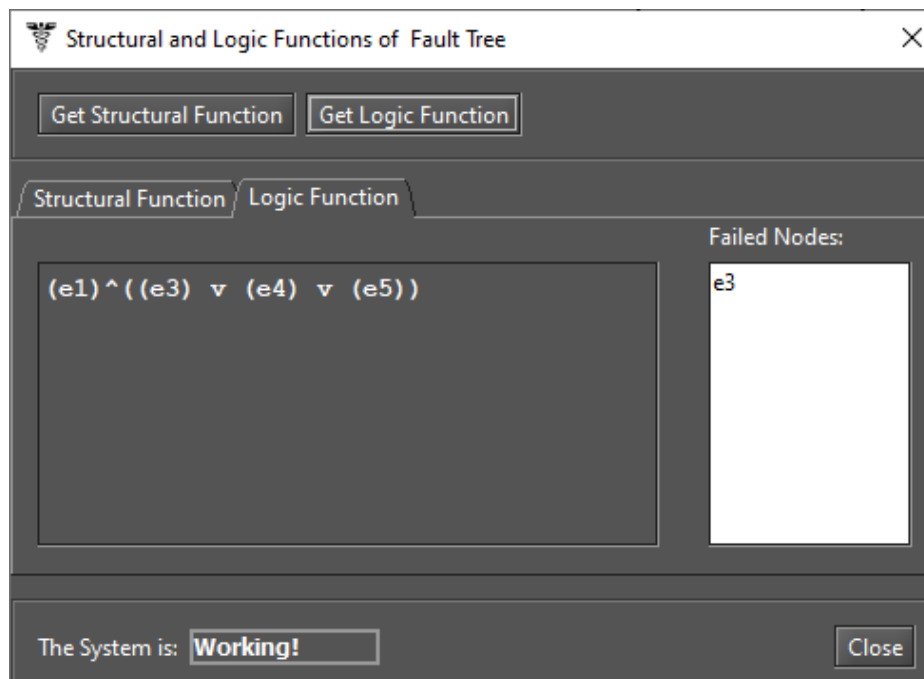 Structural and Logic Functions of  Fault Tree
Get Structural Function
Get Logic Function
Structural Function
Logic Function
Failed Nodes:
(e1)^((e3) v (e4) v (e5))
e3
The System is:
Working!
Close